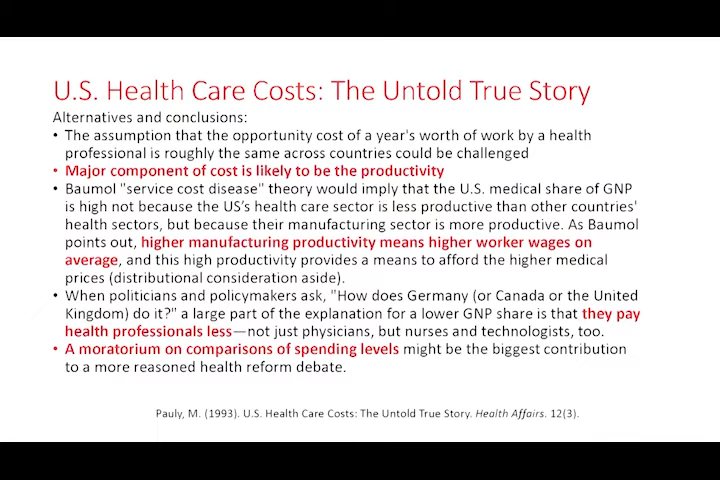 U.S. Health Care Costs: The Untold True Story
Alternatives and conclusions:
• The assumption that the opportunity cost of a year's worth of work by a health
professional is roughly the same across countries could be challenged
• Major component of cost is likely to be the productivity
• Baumol "service cost disease" theory would imply that the U.S. medical share of GNP
is high not because the US's health care sector is less productive than other countries'
health sectors, but because their manufacturing sector is more productive. As Baumol
points out, higher manufacturing productivity means higher worker wages on
average, and this high productivity provides a means to afford the higher medical
prices (distributional consideration aside).
• When politicians and policymakers ask, "How does Germany (or Canada or the United
Kingdom) do it?" a large part of the explanation for a lower GNP share is that they pay
health professionals less—not just physicians, but nurses and technologists, too.
• A moratorium on comparisons of spending levels might be the biggest contribution
to a more reasoned health reform debate.
Pauly, M. (1993). U.S. Health Care Costs: The Untold True Story. Health Affairs. 12(3).